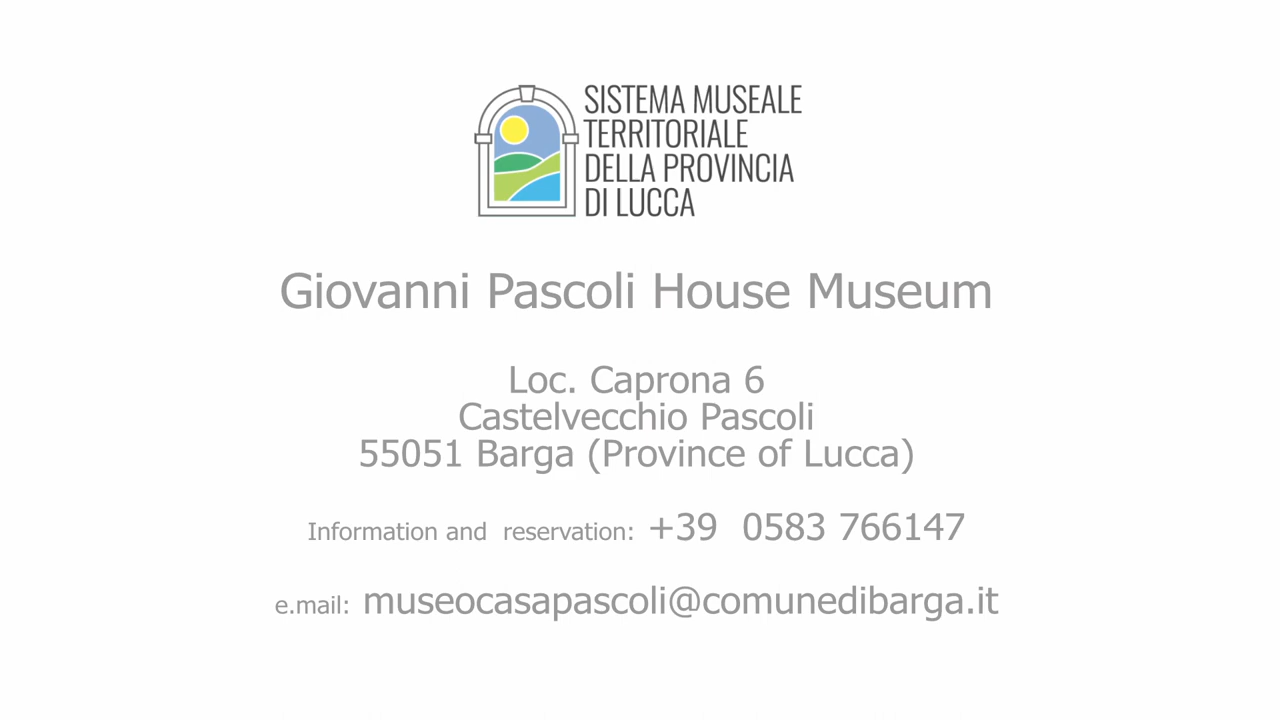 SISTEMA MUSEALE
TERRITORIALE
DELLA PROVINCIA
DI LUCCA
Giovanni Pascoli House Museum
Loc. Caprona 6
Castelvecchio Pascoli
55051 Barga (Province of Lucca)
Information and  reservation: +39  0583 766147
e.mail: museocasapascoli@comunedibarga.it